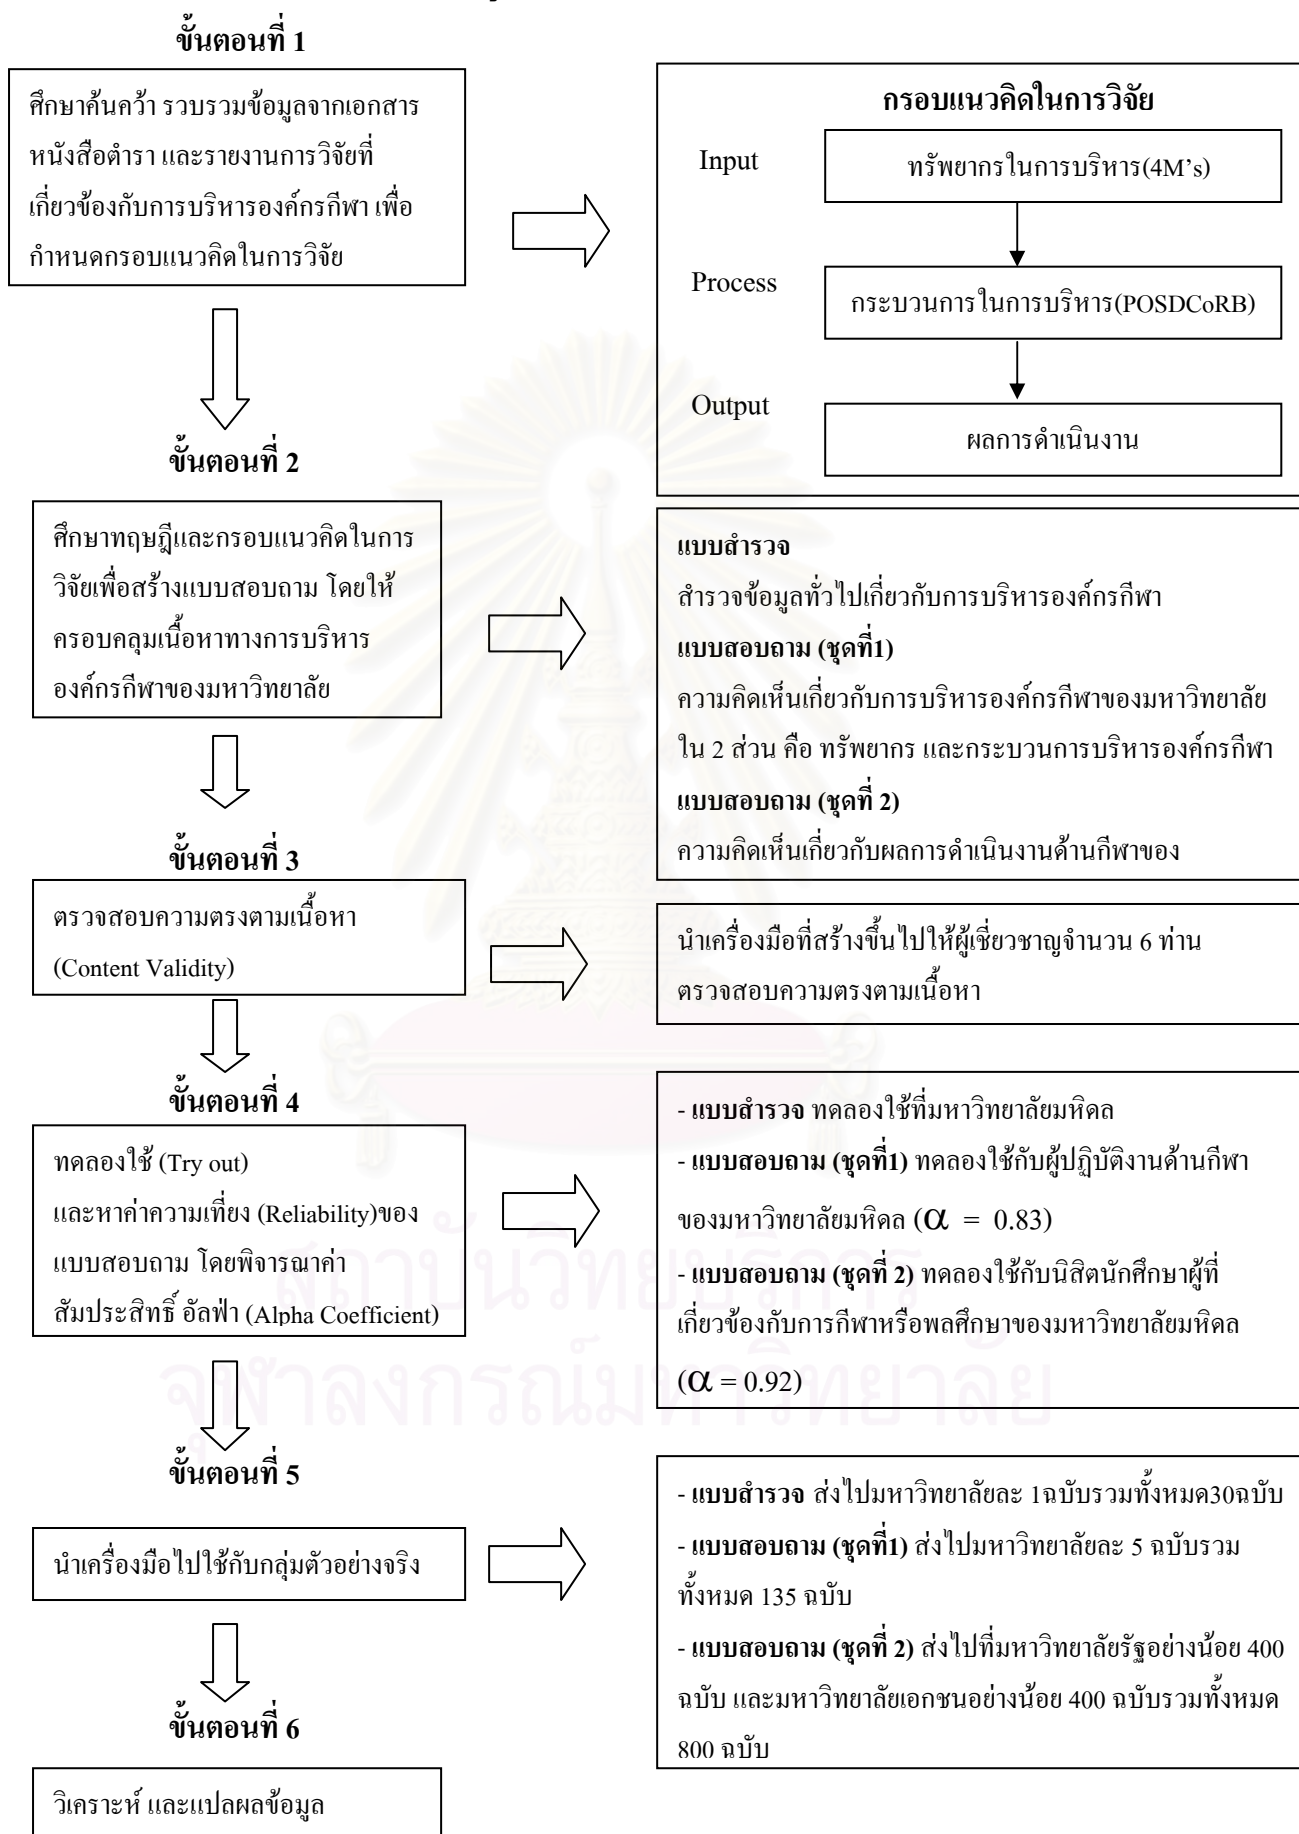 ขั้นตอนที่ 1
ศึกษาค้นคว้า รวบรวมข้อมูลจากเอกสาร
หนังสือตำรา และรายงานการวิจัยที่
เกี่ยวข้องกับการบริหารองค์กรกีฬา เพื่อ
กำหนดกรอบแนวคิดในการวิจัย
กรอบแนวคิดในการวิจัย
Input
ทรัพยากรในการบริหาร(4M’s)
Process
กระบวนการในการบริหาร(POSDCoRB)
Output
ผลการดำเนินงาน
ขั้นตอนที่ 2
ศึกษาทฤษฎีและกรอบแนวคิดในการ
วิจัยเพื่อสร้างแบบสอบถาม โดยให้
ครอบคลุมเนื้อหาทางการบริหาร
องค์กรกีฬาของมหาวิทยาลัย
แบบสำรวจ
สำรวจข้อมูลทั่วไปเกี่ยวกับการบริหารองค์กรกีฬา
แบบสอบถาม (ชุดที่1)
ความคิดเห็นเกี่ยวกับการบริหารองค์กรกีฬาของมหาวิทยาลัย
ใน 2 ส่วน คือ ทรัพยากร และกระบวนการบริหารองค์กรกีฬา
แบบสอบถาม (ชุดที่ 2)
ความคิดเห็นเกี่ยวกับผลการดำเนินงานด้านกีฬาของ
ขั้นตอนที่ 3
ตรวจสอบความตรงตามเนื้อหา
(Content Validity)
นำเครื่องมือที่สร้างขึ้นไปให้ผู้เชี่ยวชาญจำนวน 6 ท่าน
ตรวจสอบความตรงตามเนื้อหา
ขั้นตอนที่ 4
ทดลองใช้ (Try out)
และหาค่าความเที่ยง (Reliability)ของ
แบบสอบถาม โดยพิจารณาค่า
สัมประสิทธิ์ อัลฟ่า (Alpha Coefficient)
- แบบสำรวจ ทดลองใช้ที่มหาวิทยาลัยมหิดล
- แบบสอบถาม (ชุดที่1) ทดลองใช้กับผู้ปฏิบัติงานด้านกีฬา
ของมหาวิทยาลัยมหิดล (α = 0.83)
- แบบสอบถาม (ชุดที่ 2) ทดลองใช้กับนิสิตนักศึกษาผู้ที่
เกี่ยวข้องกับการกีฬาหรือพลศึกษาของมหาวิทยาลัยมหิดล
(α = 0.92)
สถาบันวิทยบริการ
จุฬาลงกรณ์มหาวิทยาลัย
ขั้นตอนที่ 5
นำเครื่องมือไปใช้กับกลุ่มตัวอย่างจริง
- แบบสำรวจ ส่งไปมหาวิทยาลัยละ 1ฉบับรวมทั้งหมด30ฉบับ
- แบบสอบถาม (ชุดที่1) ส่งไปมหาวิทยาลัยละ 5 ฉบับรวม
ทั้งหมด 135 ฉบับ
- แบบสอบถาม (ชุดที่ 2) ส่งไปที่มหาวิทยาลัยรัฐอย่างน้อย 400
ฉบับ และมหาวิทยาลัยเอกชนอย่างน้อย 400 ฉบับรวมทั้งหมด
800 ฉบับ
ขั้นตอนที่ 6
วิเคราะห์ และแปลผลข้อมูล